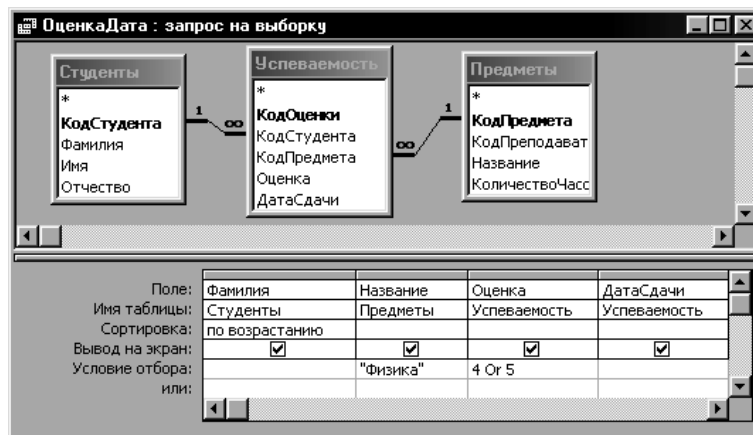 ОценкаДата : запрос на выборку
Студенты
*
КодСтудента
Фамилия
Имя
Отчество
1
∞
Успеваемость
*
КодОценки
КодСтудента
КодПредмета
Оценка
ДатаСдачи
∞
1
Предметы
*
КодПредмета
КодПреподават
Название
КоличествоЧасс
Поле: Фамилия Название Оценка ДатаСдачи
Имя таблицы: Студенты Предметы Успеваемость Успеваемость
Сортировка: по возрастанию
Вывод на экран:
Условие отбора: "Физика" 4 Or 5
или: